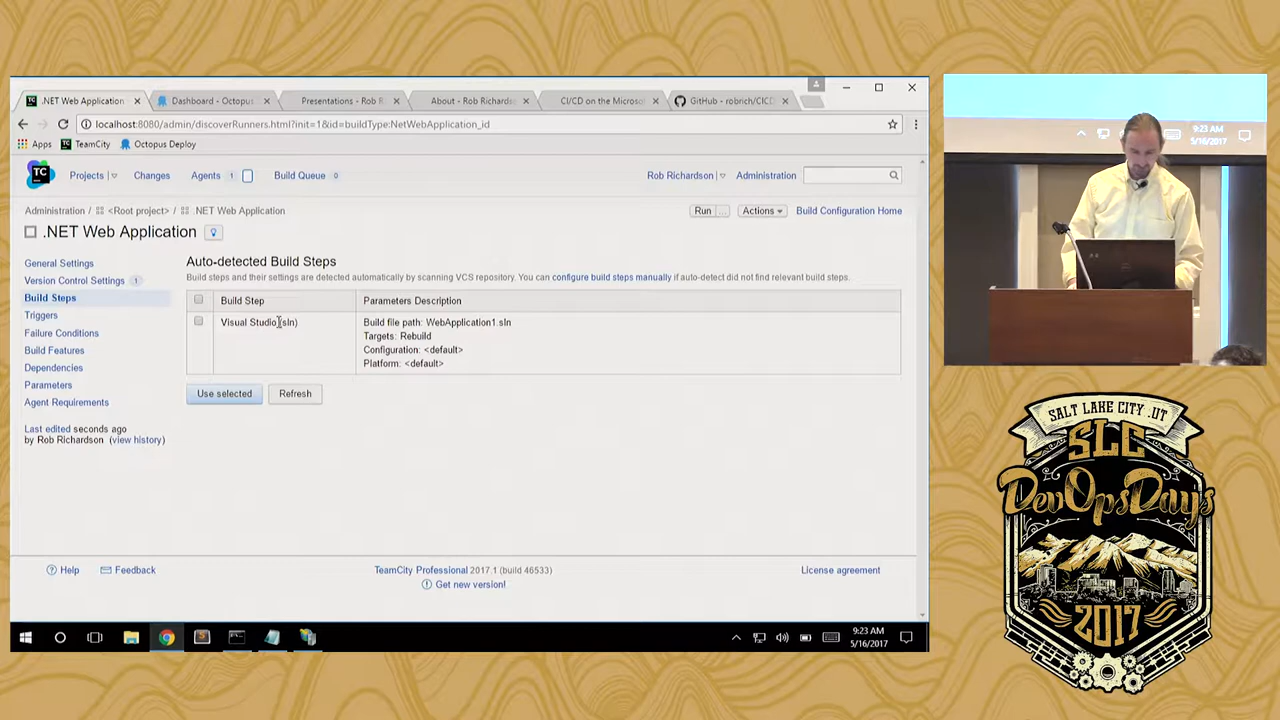 .NET Web Application
Dashboard - Octopus
Presentations - Rob R
About - Rob Richards
CI/CD on the Microso
GitHub - robrich/CICD
localhost:8080/admin/discoverRunners.html?init=1&id=buildType:NetWebApplication_id
Apps
TeamCity
Octopus Deploy
TC
Projects
Changes
Agents 1
Build Queue 0
Rob Richardson
Administration
Administration / <Root project> / .NET Web Application
Run ...
Actions
Build Configuration Home
.NET Web Application
General Settings
Version Control Settings 1
Build Steps
Triggers
Failure Conditions
Build Features
Dependencies
Parameters
Agent Requirements
Last edited seconds ago
by Rob Richardson (view history)
Auto-detected Build Steps
Build steps and their settings are detected automatically by scanning VCS repository. You can configure build steps manually if auto-detect did not find relevant build steps.
Build Step
Parameters Description
Visual Studio sln)
Build file path: WebApplication1.sln
Targets: Rebuild
Configuration: <default>
Platform: <default>
Use selected
Refresh
Help
Feedback
TeamCity Professional 2017.1 (build 46533)
Get new version!
License agreement
9:23 AM
5/16/2017
9:23 AM
5/16/2017
SALT LAKE CITY .UT
SLC
DevOpsDays
2017